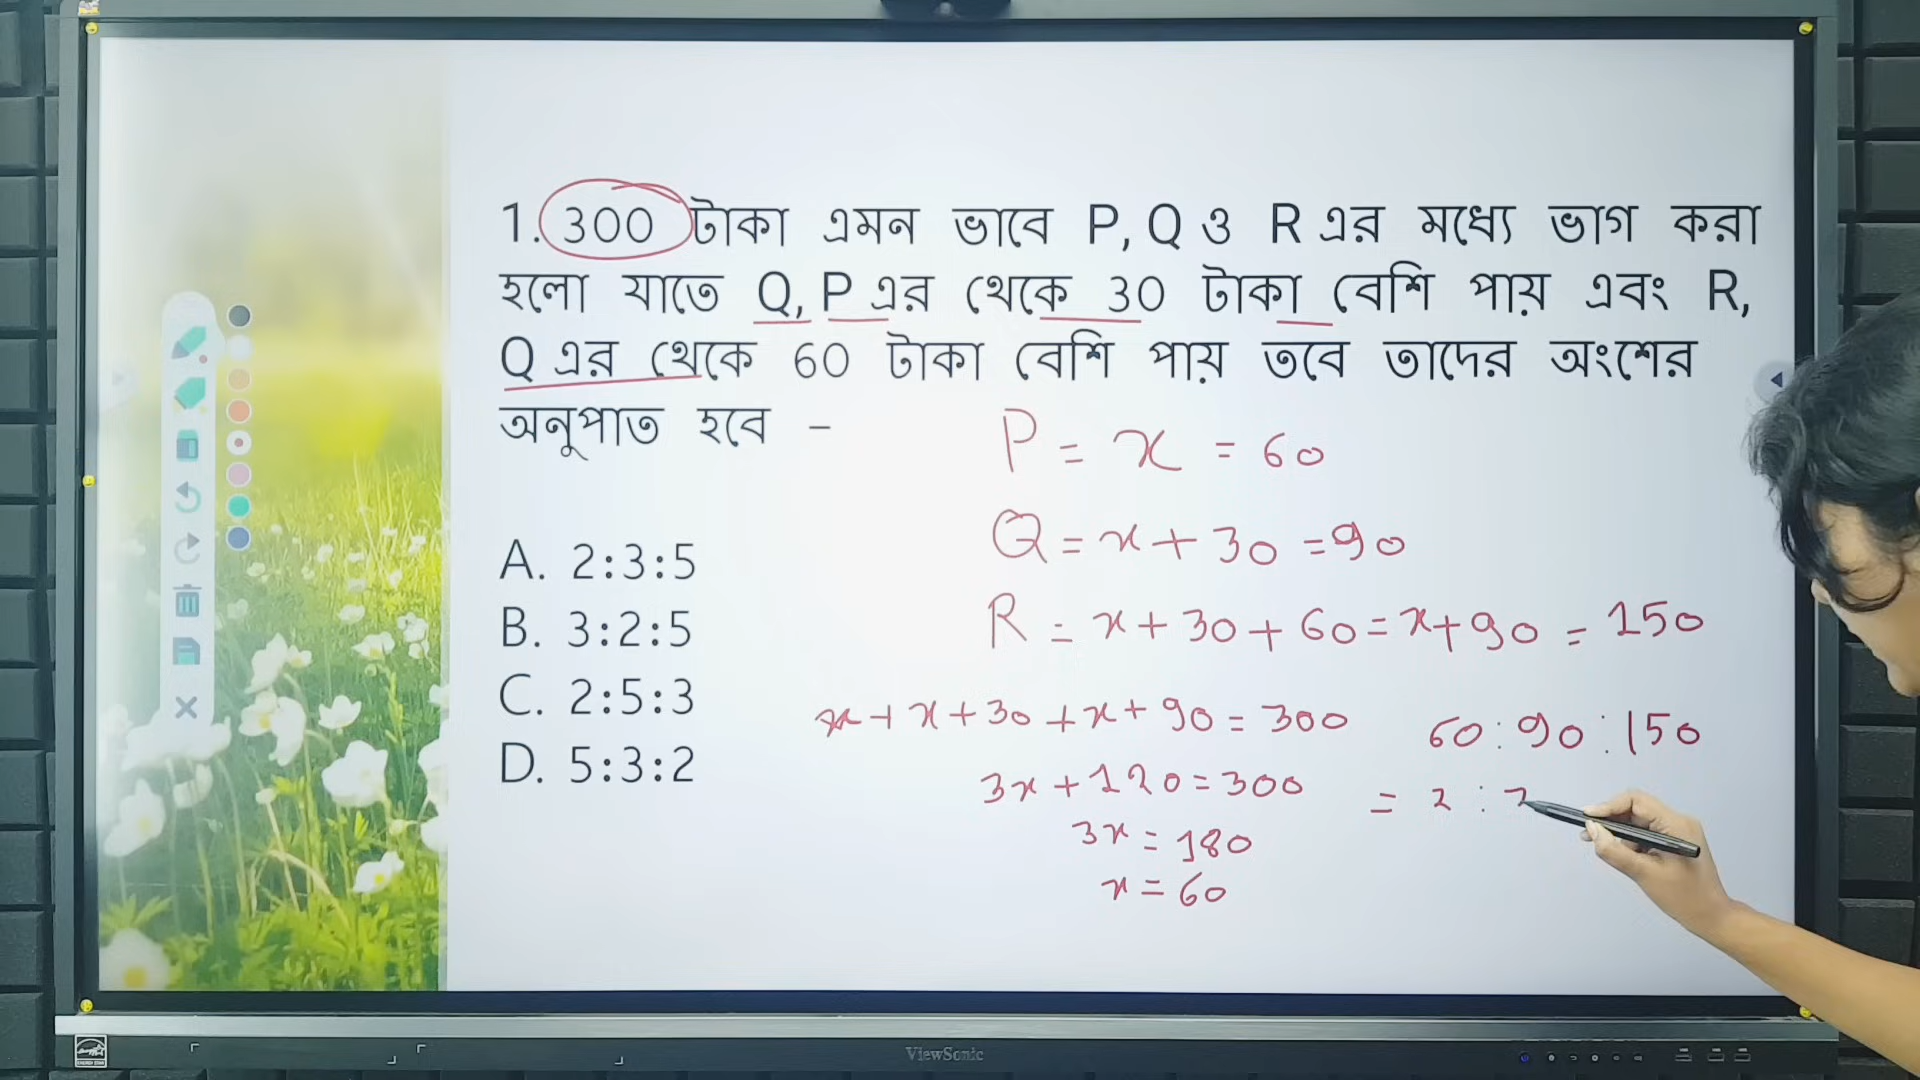 1. 300 টাকা এমন ভাবে P, Q ও R এর মধ্যে ভাগ করা
হলো যাতে Q, P এর থেকে 30 টাকা বেশি পায় এবং R,
Q এর থেকে 60 টাকা বেশি পায় তবে তাদের অংশের
অনুপাত হবে –
P = x = 60
Q = x + 30 = 90
A. 2:3:5
R = x + 30 + 60 = x + 90 = 150
B. 3:2:5
C. 2:5:3
x + x + 30 + x + 90 = 300
60 : 90 : 150
D. 5:3:2
3x + 120 = 300
= 2 :
3x = 180
x = 60
ViewSonic